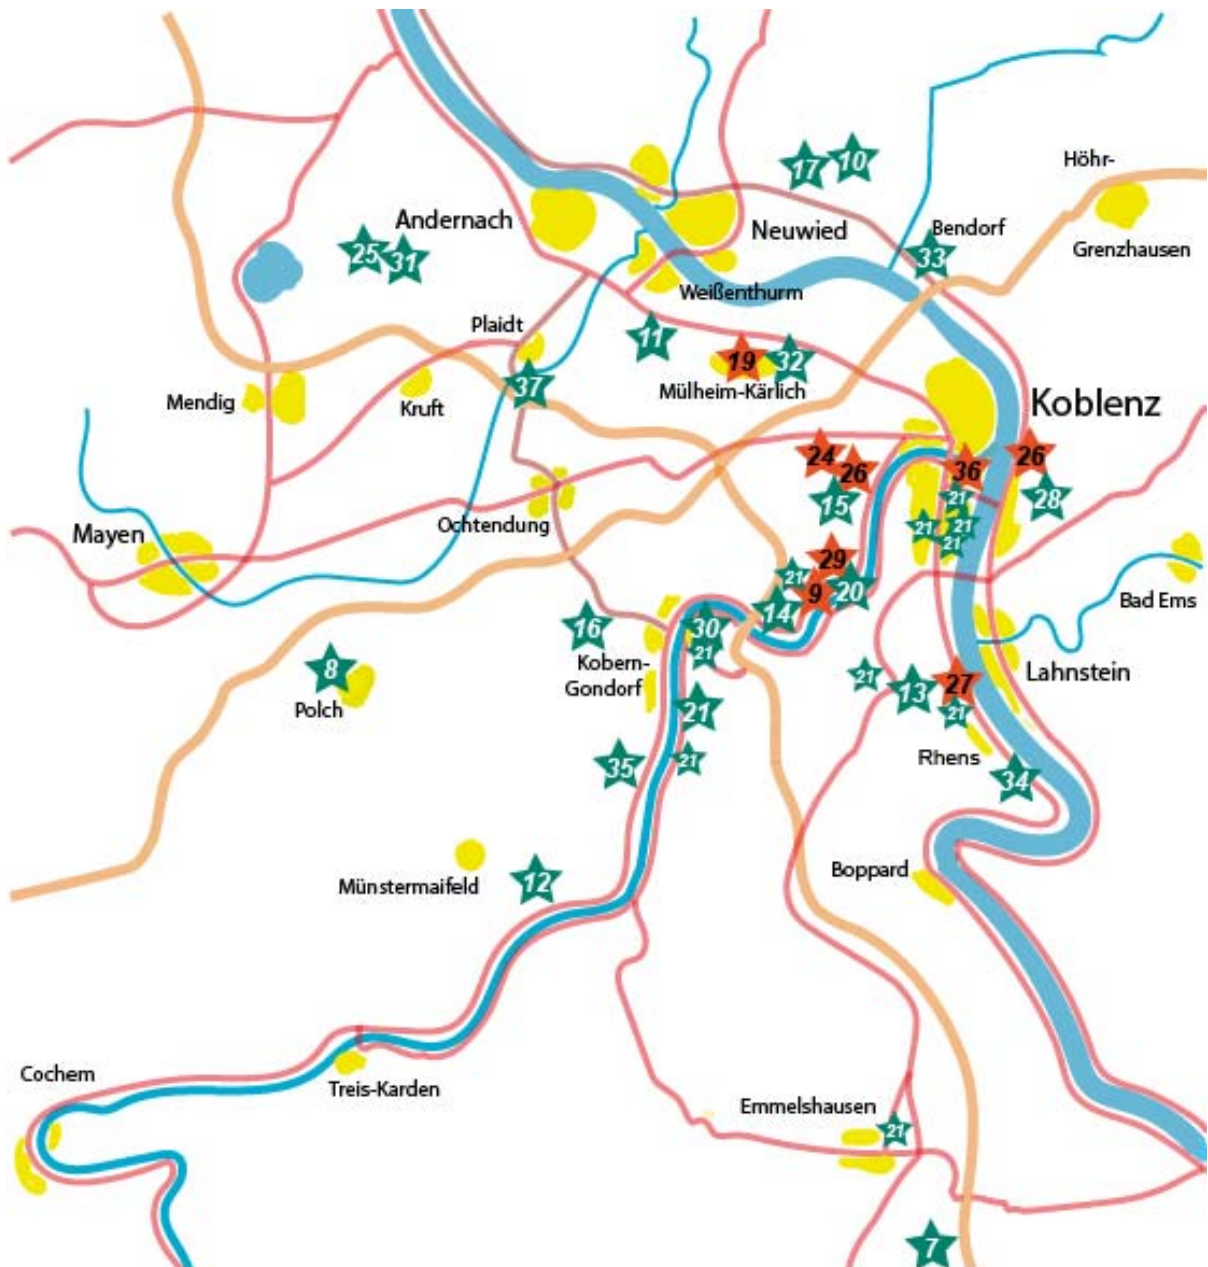 17
10
Höhr-
Andernach
Neuwied
Bendorf
Grenzhausen
25
31
33
Weißenthurm
Plaidt
11
19
32
37
Mülheim-Kärlich
Mendig
Kruft
Koblenz
24
26
36
26
15
21
28
Ochtendung
21
21
21
Mayen
29
21
9
20
Bad Ems
14
16
30
Kobern-
Gondorf
21
8
Polch
21
13
27
Lahnstein
21
21
Rhens
35
21
34
Münstermaifeld
12
Boppard
Cochem
Treis-Karden
Emmelshausen
21
7